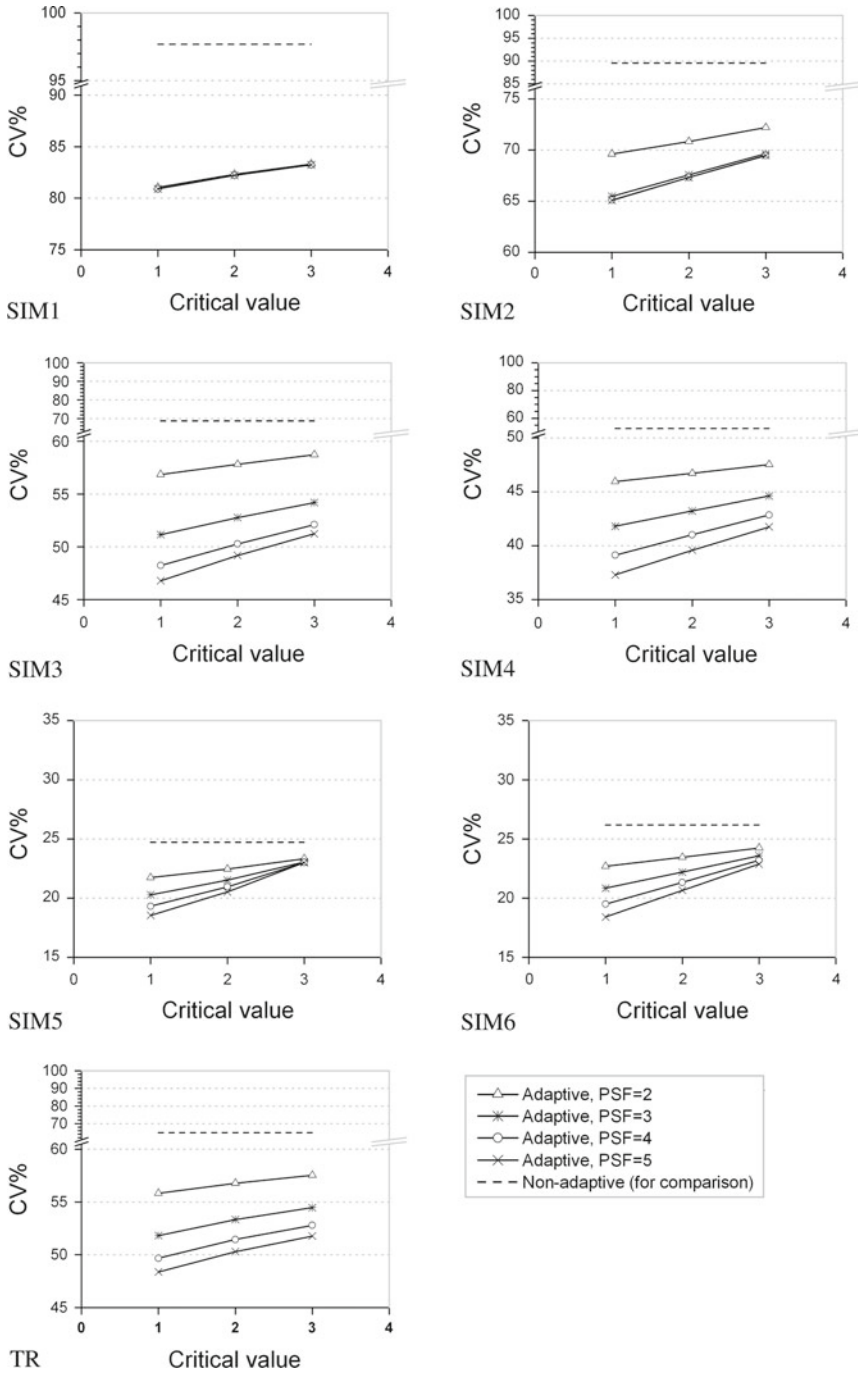 100
95
90
85
80
75
CV%
0 1 2 3 4
Critical value
SIM1
100
95
90
85
75
70
65
60
CV%
0 1 2 3 4
Critical value
SIM2
100
90
80
70
60
55
50
45
CV%
0 1 2 3 4
Critical value
SIM3
100
80
60
50
45
40
35
CV%
0 1 2 3 4
Critical value
SIM4
35
30
25
20
15
CV%
0 1 2 3 4
Critical value
SIM5
35
30
25
20
15
CV%
0 1 2 3 4
Critical value
SIM6
100
90
80
70
60
55
50
45
CV%
0 1 2 3 4
Critical value
TR
Adaptive, PSF=2
Adaptive, PSF=3
Adaptive, PSF=4
Adaptive, PSF=5
Non-adaptive (for comparison)